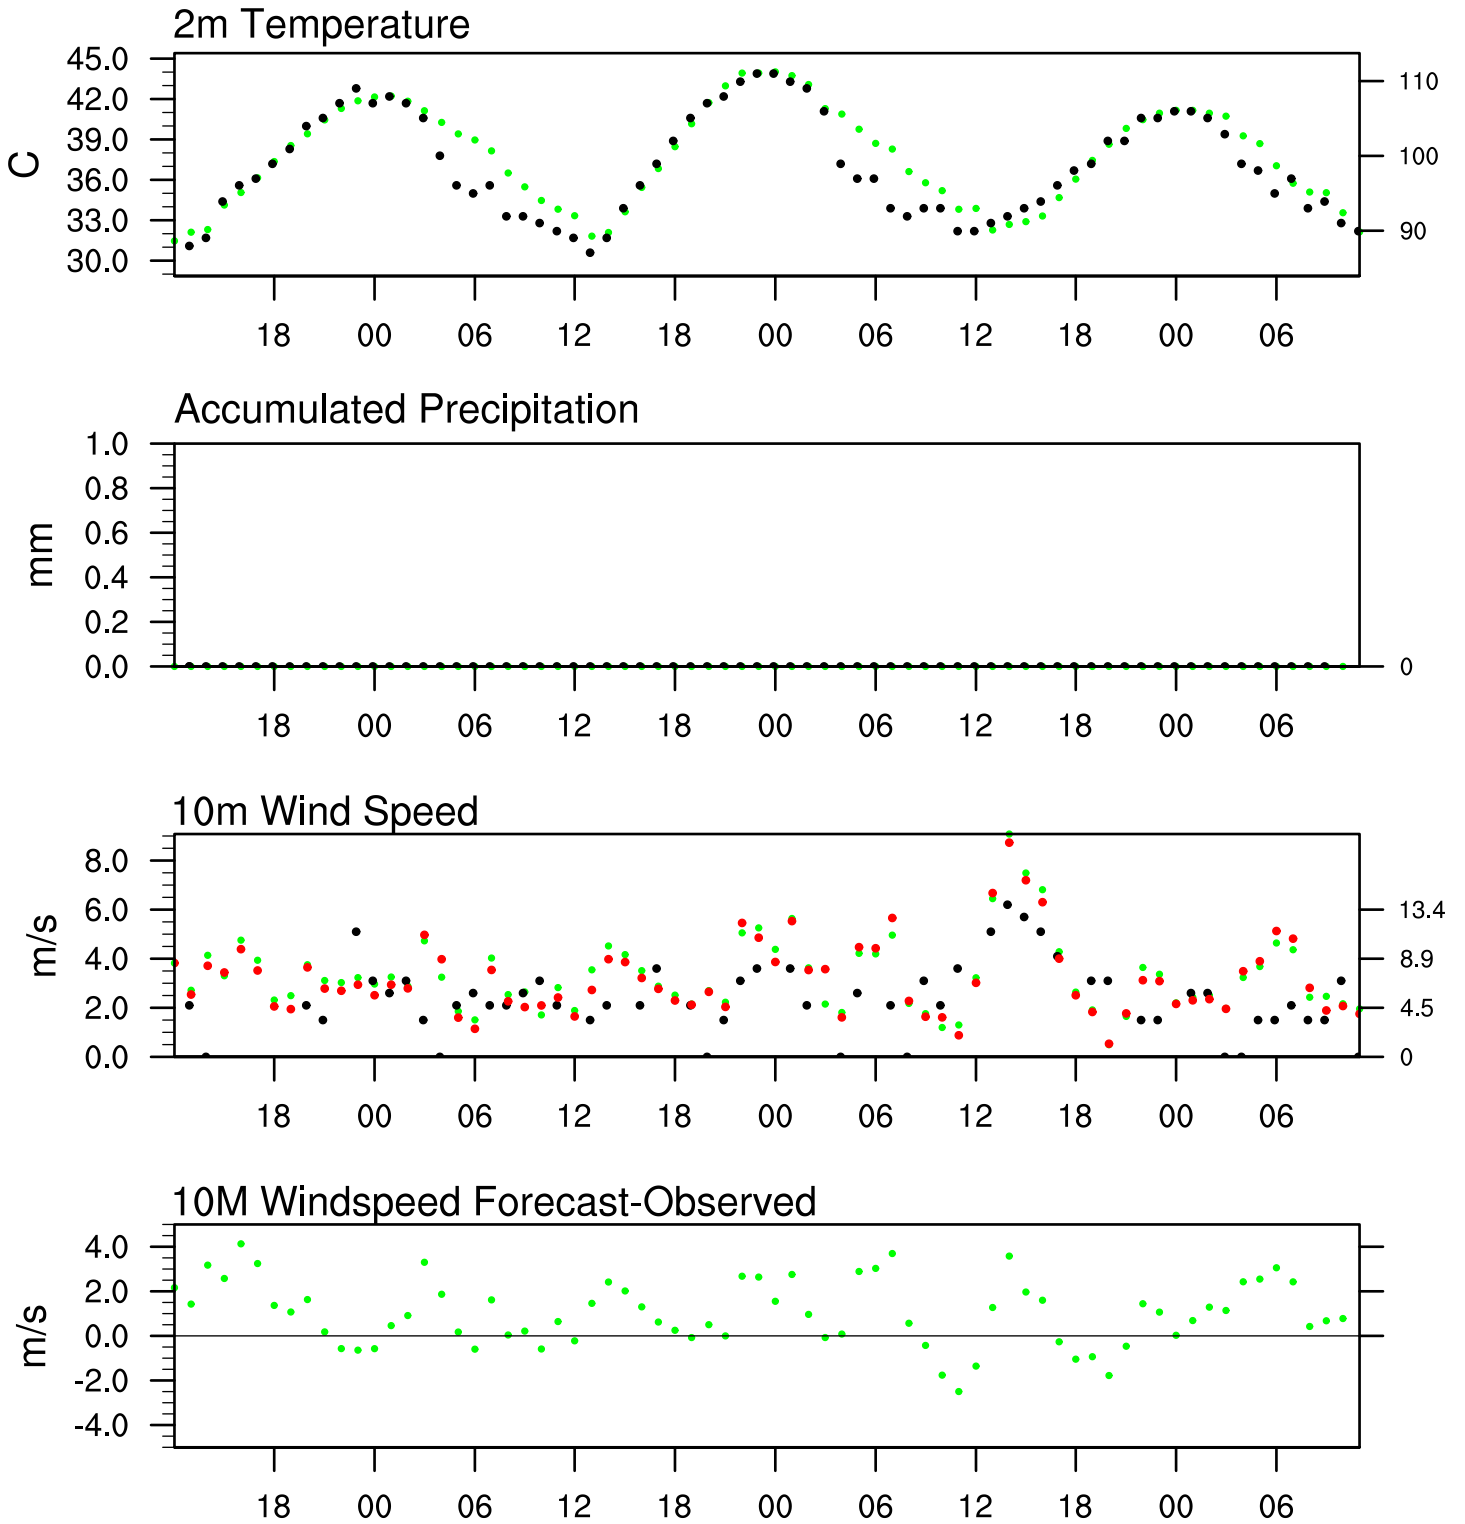 2m Temperature
45.0
42.0
39.0
36.0
33.0
30.0
C
110
100
90
18 00 06 12 18 00 06 12 18 00 06
Accumulated Precipitation
1.0
0.8
0.6
0.4
0.2
0.0
mm
0
18 00 06 12 18 00 06 12 18 00 06
10m Wind Speed
8.0
6.0
4.0
2.0
0.0
m/s
13.4
8.9
4.5
0
18 00 06 12 18 00 06 12 18 00 06
10M Windspeed Forecast-Observed
4.0
2.0
0.0
-2.0
-4.0
m/s
18 00 06 12 18 00 06 12 18 00 06